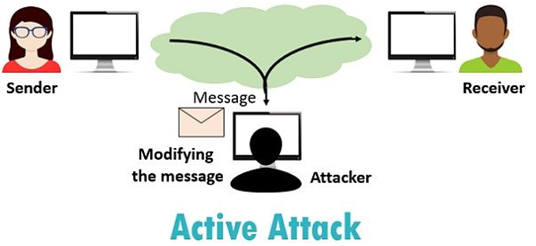 Sender
Receiver
Message
Modifying
the message
Attacker
Active Attack